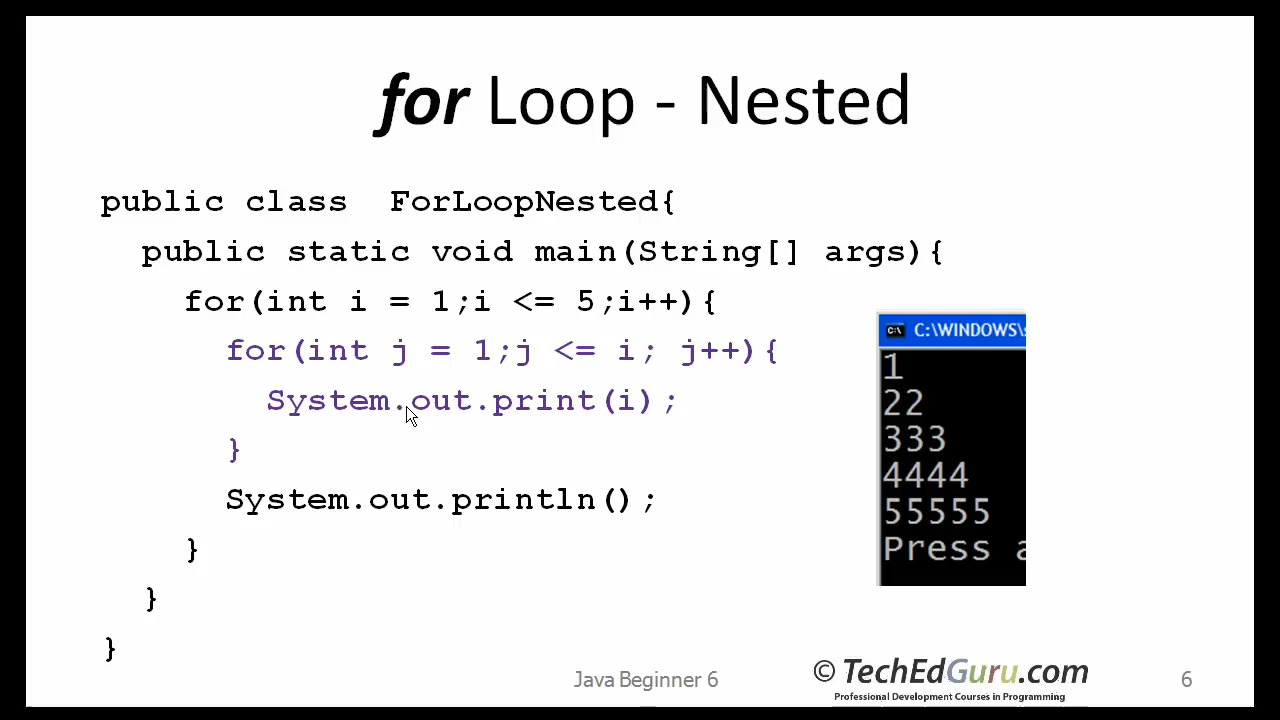 for Loop - Nested
public class ForLoopNested{
public static void main(String[] args){
for(int i = 1;i <= 5;i++){
for(int j = 1;j <= i; j++){
System.out.print(i);
}
System.out.println();
}
}
}
C:\ C:\WINDOWS\s
1
22
333
4444
55555
Press a
Java Beginner 6
© TechEdGuru.com
Professional Development Courses in Programming
6